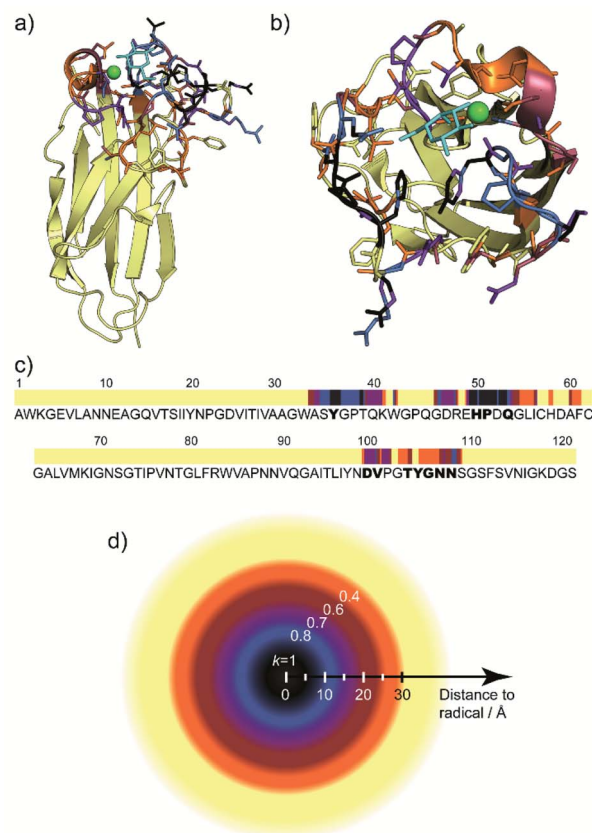 a)
b)
c)
1 10 20 30 40 50 60
AWKGEVLANNEAGQVTSIIYNPGDVITIVAAGWASYGPTQKWGPQGDREHPDQGLICHDAFC
70 80 90 100 110 120
GALVMKIGNSGTIPVNTGLFRWVAPNNVQGAITLIYNDVPGTYGNNSGSFSVNIGKDGS
d)
0.4
0.6
0.7
0.8
k=1
0 10 20 30
Distance to
radical / Å